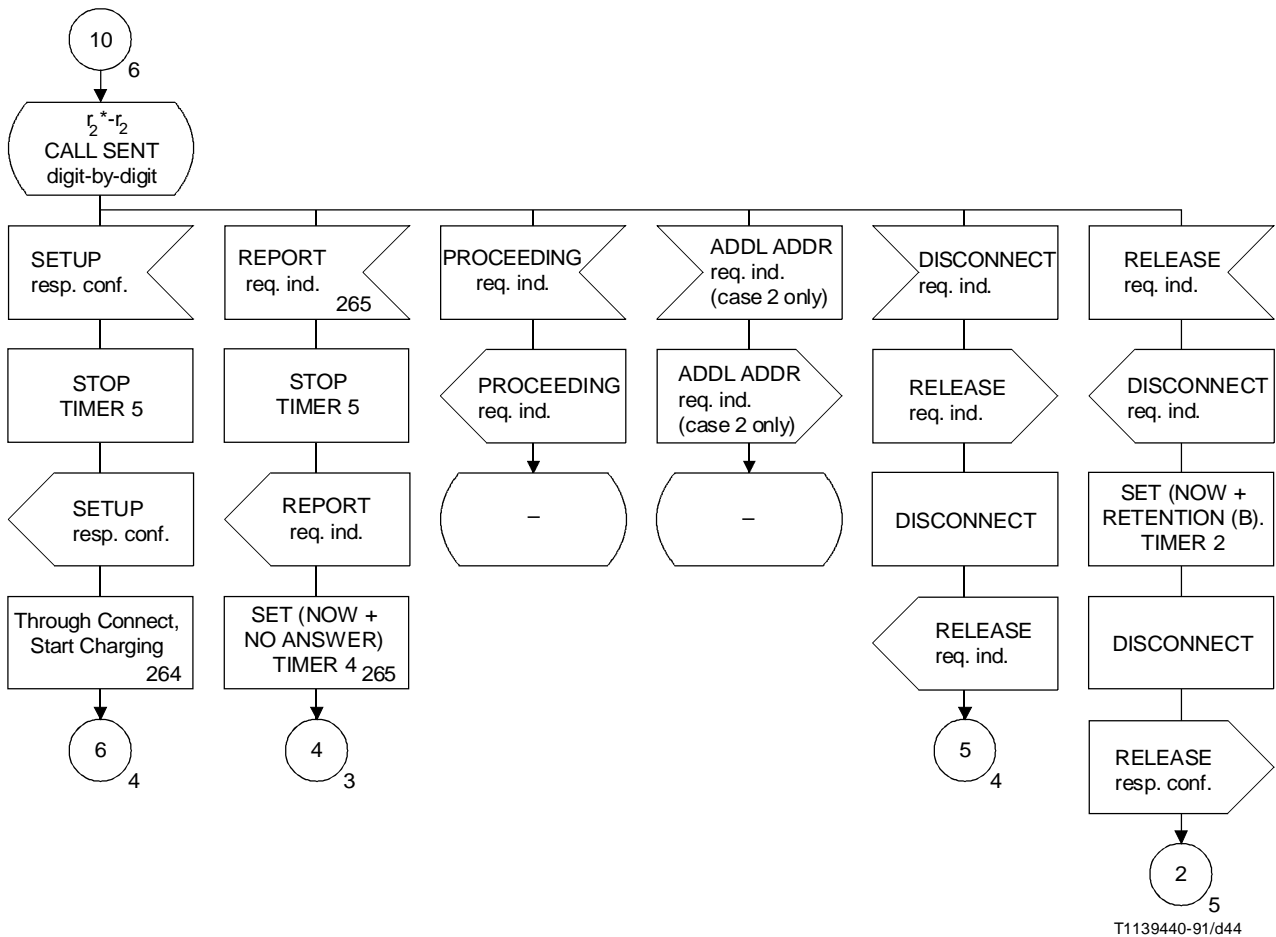 10
6
r2*-r2
CALL SENT
digit-by-digit
SETUP
resp. conf.
REPORT
req. ind.
265
PROCEEDING
req. ind.
ADDL ADDR
req. ind.
(case 2 only)
DISCONNECT
req. ind.
RELEASE
req. ind.
STOP
TIMER 5
STOP
TIMER 5
PROCEEDING
req. ind.
ADDL ADDR
req. ind.
(case 2 only)
RELEASE
req. ind.
DISCONNECT
req. ind.
SETUP
resp. conf.
REPORT
req. ind.
–
–
DISCONNECT
SET (NOW +
RETENTION (B).
TIMER 2
Through Connect,
Start Charging
264
SET (NOW +
NO ANSWER)
TIMER 4
265
RELEASE
req. ind.
DISCONNECT
6
4
4
3
5
4
RELEASE
resp. conf.
2
5
T1139440-91/d44